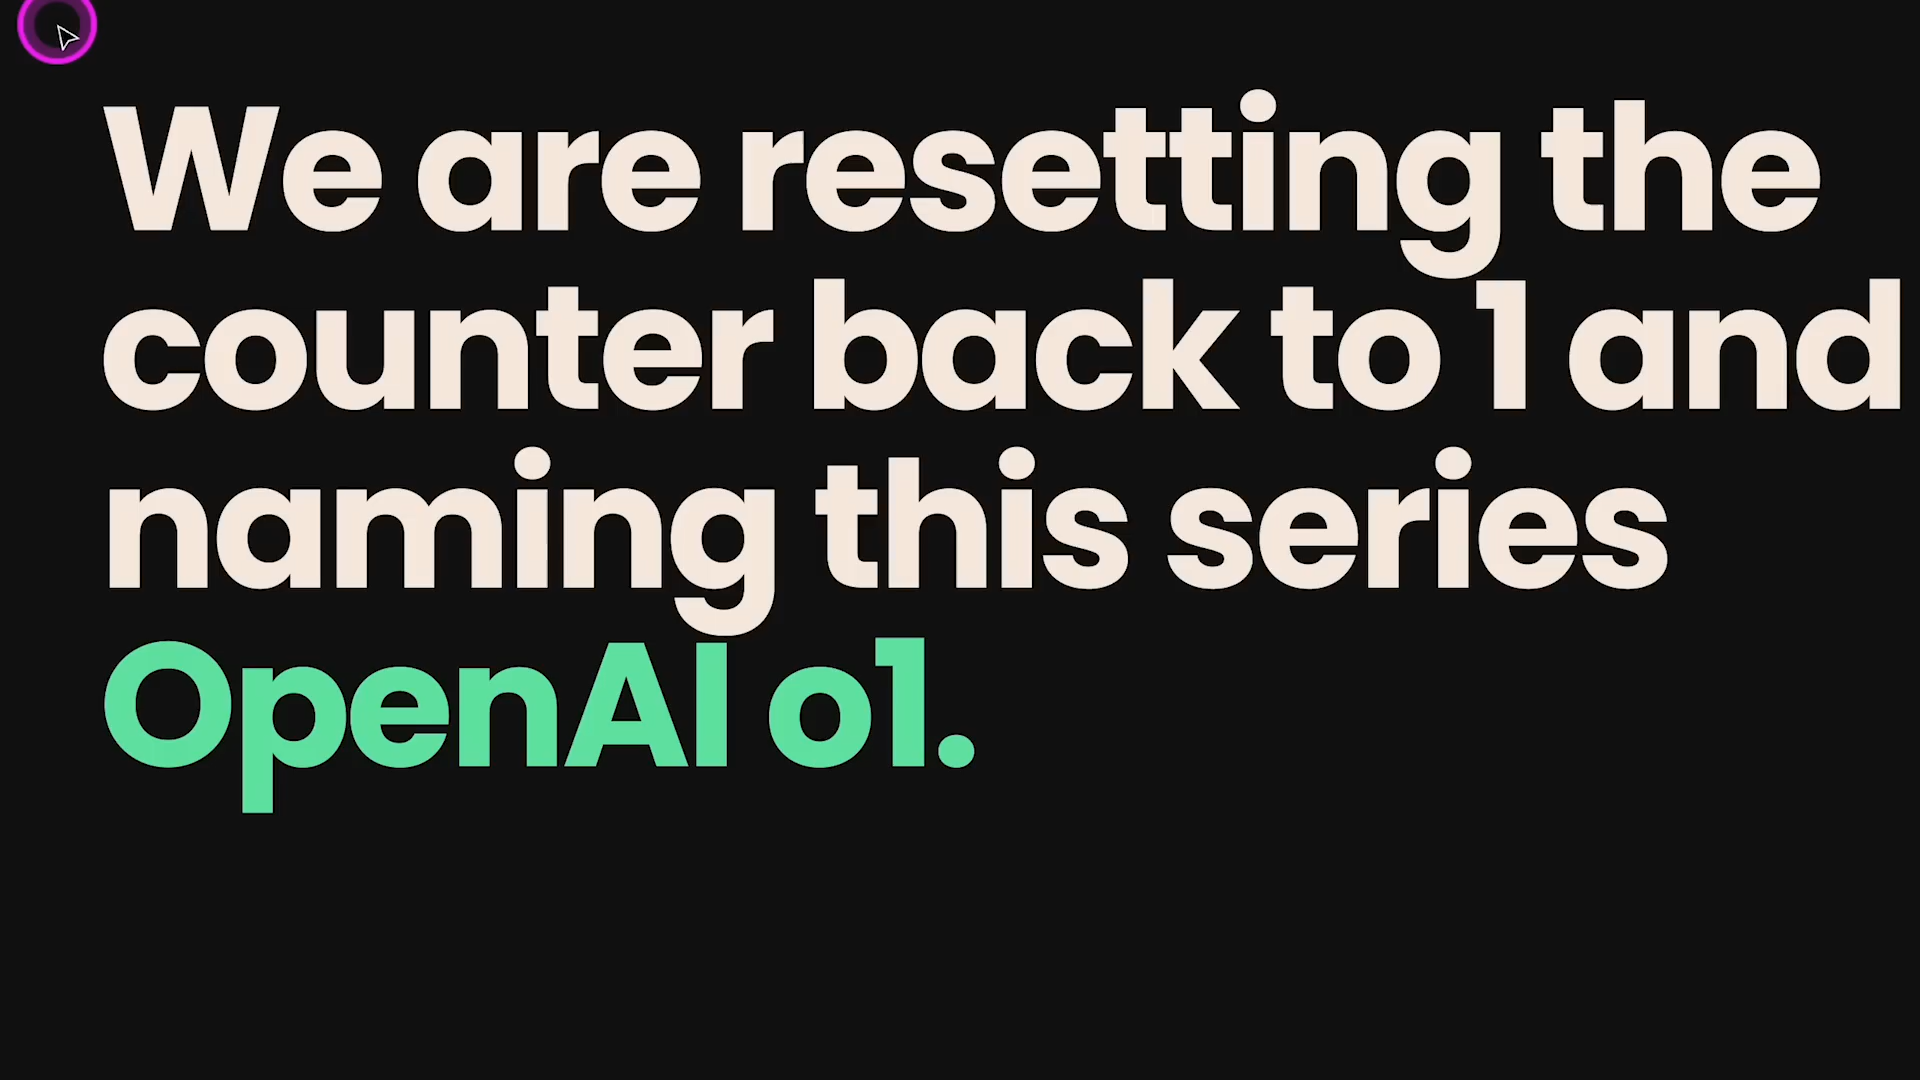 We are resetting the
counter back to 1 and
naming this series
OpenAI o1.